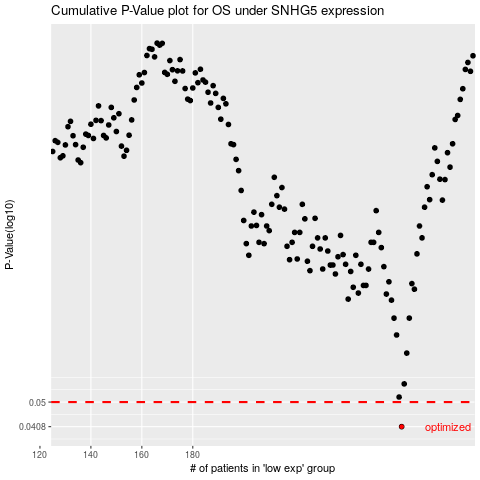 Cumulative P-Value plot for OS under SNHG5 expression
P-Value(log10)
0.05
0.0408
optimized
120 140 160 180
# of patients in 'low exp' group